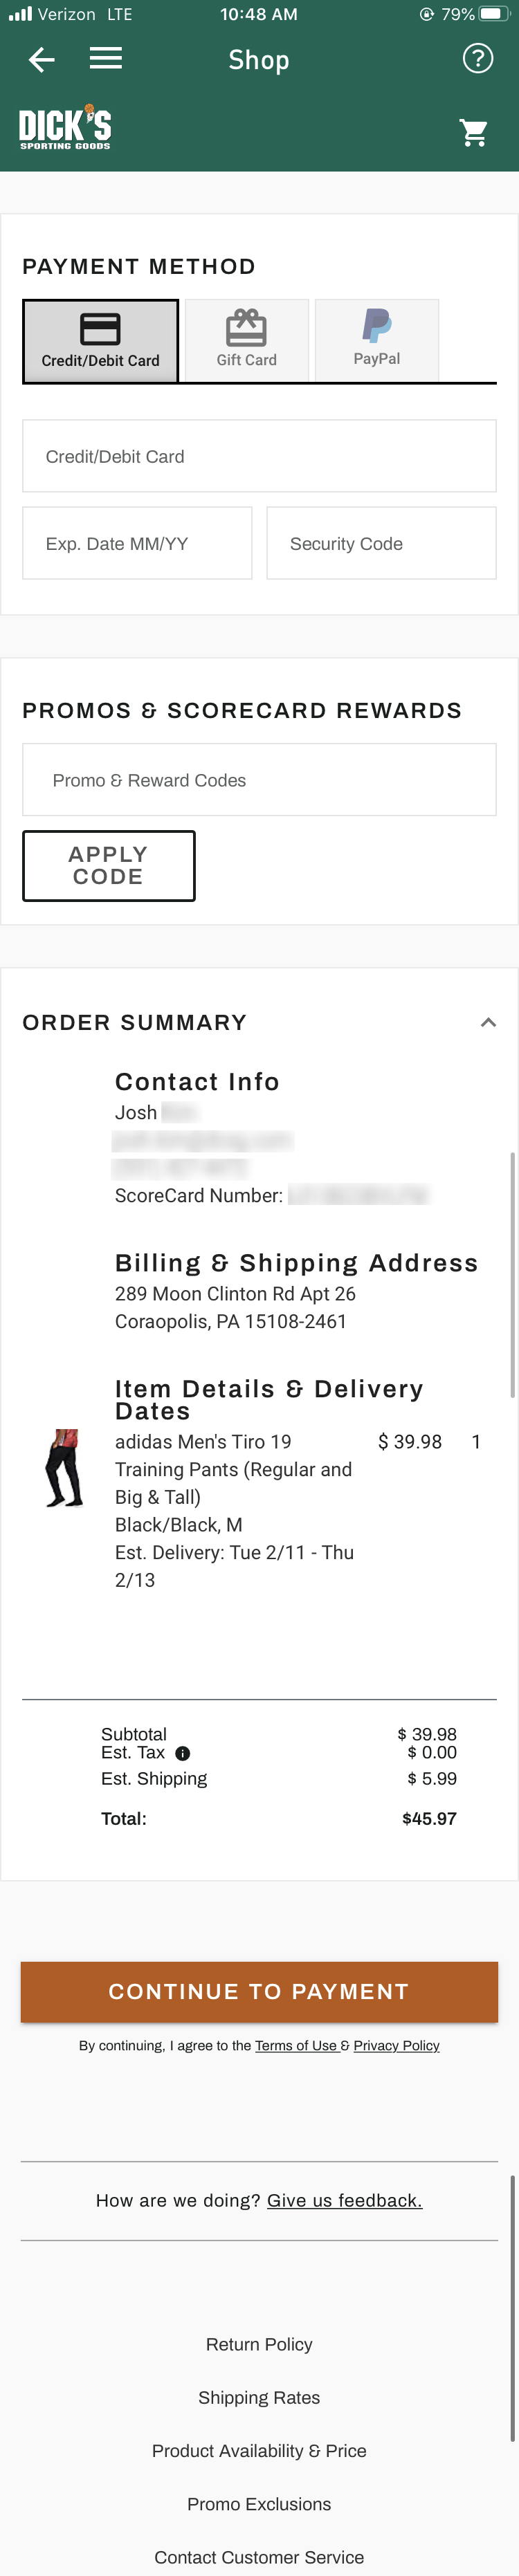 Verizon LTE 10:48 AM 79%
Shop
DICK'S
SPORTING GOODS
PAYMENT METHOD
Credit/Debit Card Gift Card PayPal
Credit/Debit Card
Exp. Date MM/YY Security Code
PROMOS & SCORECARD REWARDS
Promo & Reward Codes
APPLY
CODE
ORDER SUMMARY
Contact Info
Josh
ScoreCard Number:
Billing & Shipping Address
289 Moon Clinton Rd Apt 26
Coraopolis, PA 15108-2461
Item Details & Delivery
Dates
adidas Men's Tiro 19 $ 39.98 1
Training Pants (Regular and
Big & Tall)
Black/Black, M
Est. Delivery: Tue 2/11 - Thu
2/13
Subtotal $ 39.98
Est. Tax $ 0.00
Est. Shipping $ 5.99
Total: $45.97
CONTINUE TO PAYMENT
By continuing, I agree to the Terms of Use & Privacy Policy
How are we doing? Give us feedback.
Return Policy
Shipping Rates
Product Availability & Price
Promo Exclusions
Contact Customer Service